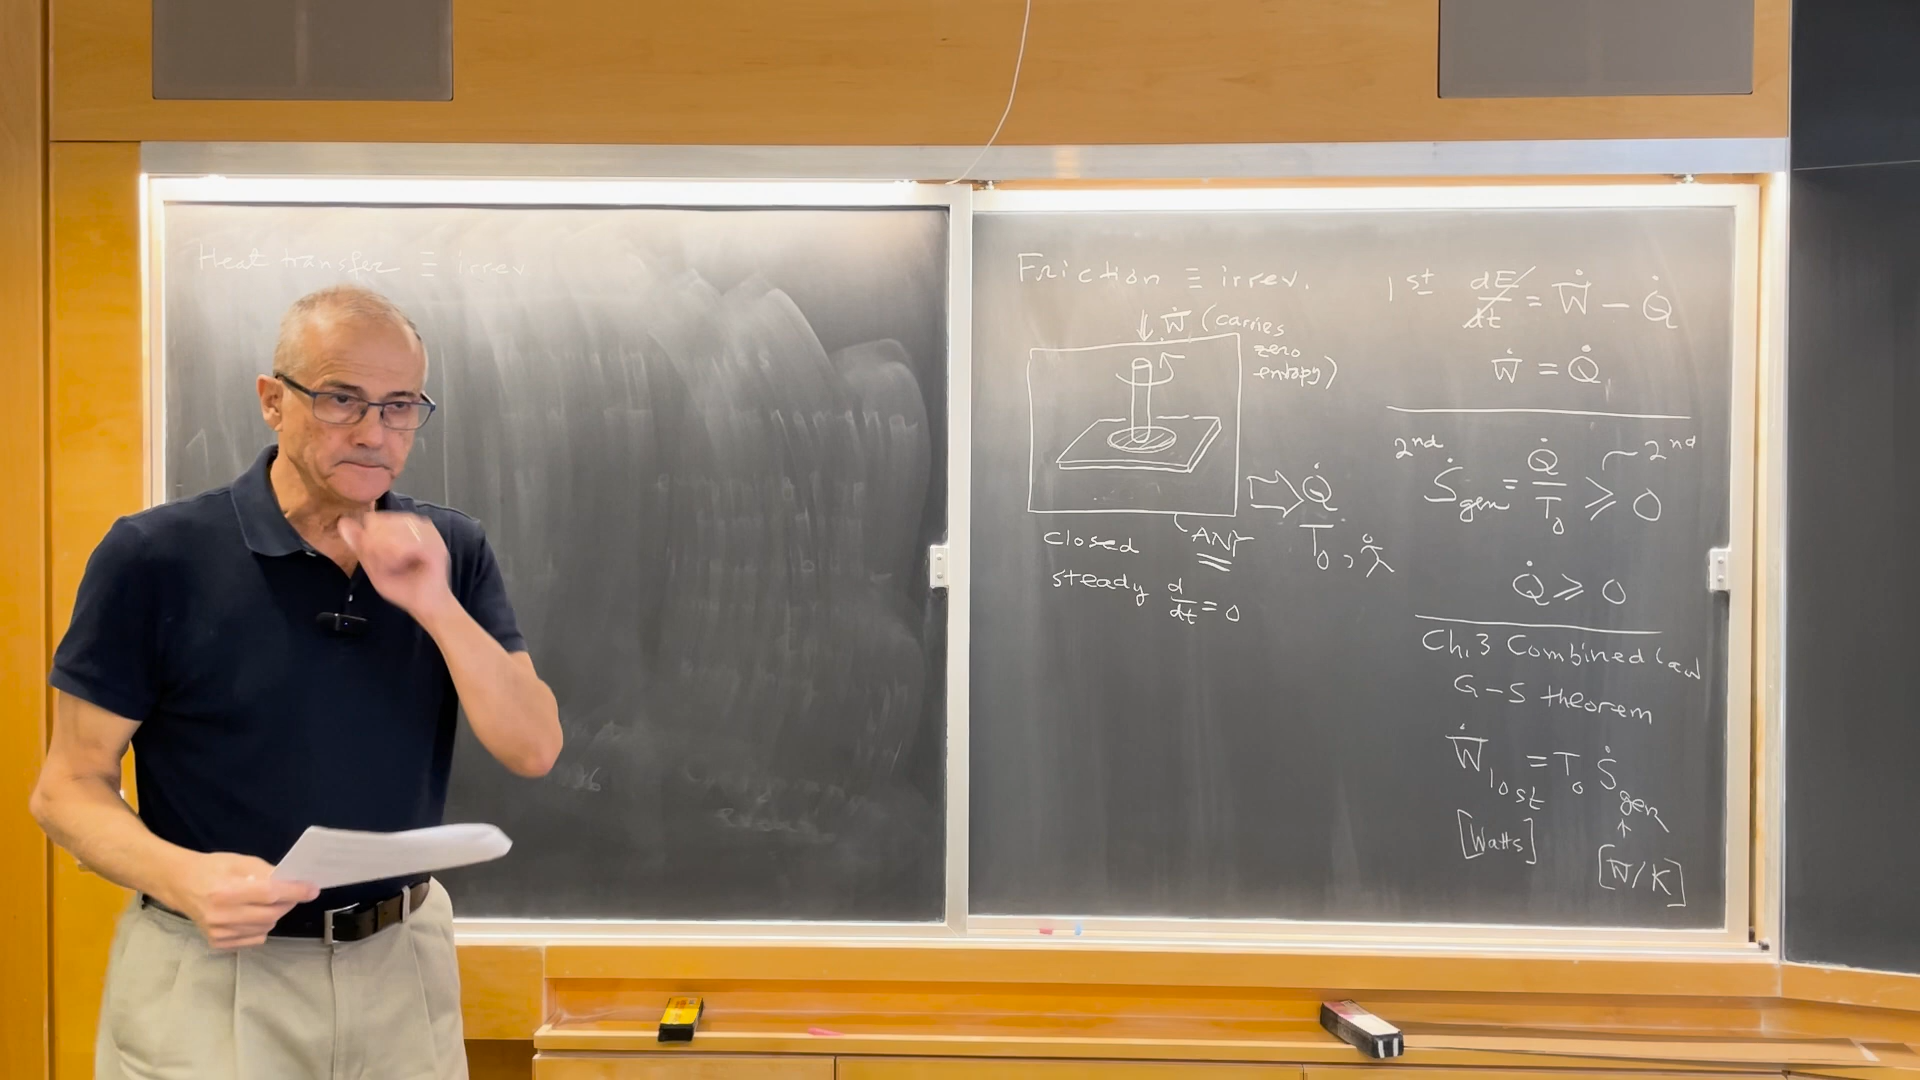 Heat transfer ≡ irrev.
Friction ≡ irrev.
Ẇ (carries
zero
entropy)
Q̇
T₀,
ANY
closed
steady d/dt = 0
1st dE/dt = Ẇ − Q̇
Ẇ = Q̇
2nd
Ṡgen = Q̇/T₀ ≥ 0
2nd
Q̇ ≥ 0
Ch.3 Combined Law
G-S theorem
Ẇlost = T₀ Ṡgen
[Watts]
[W/K]